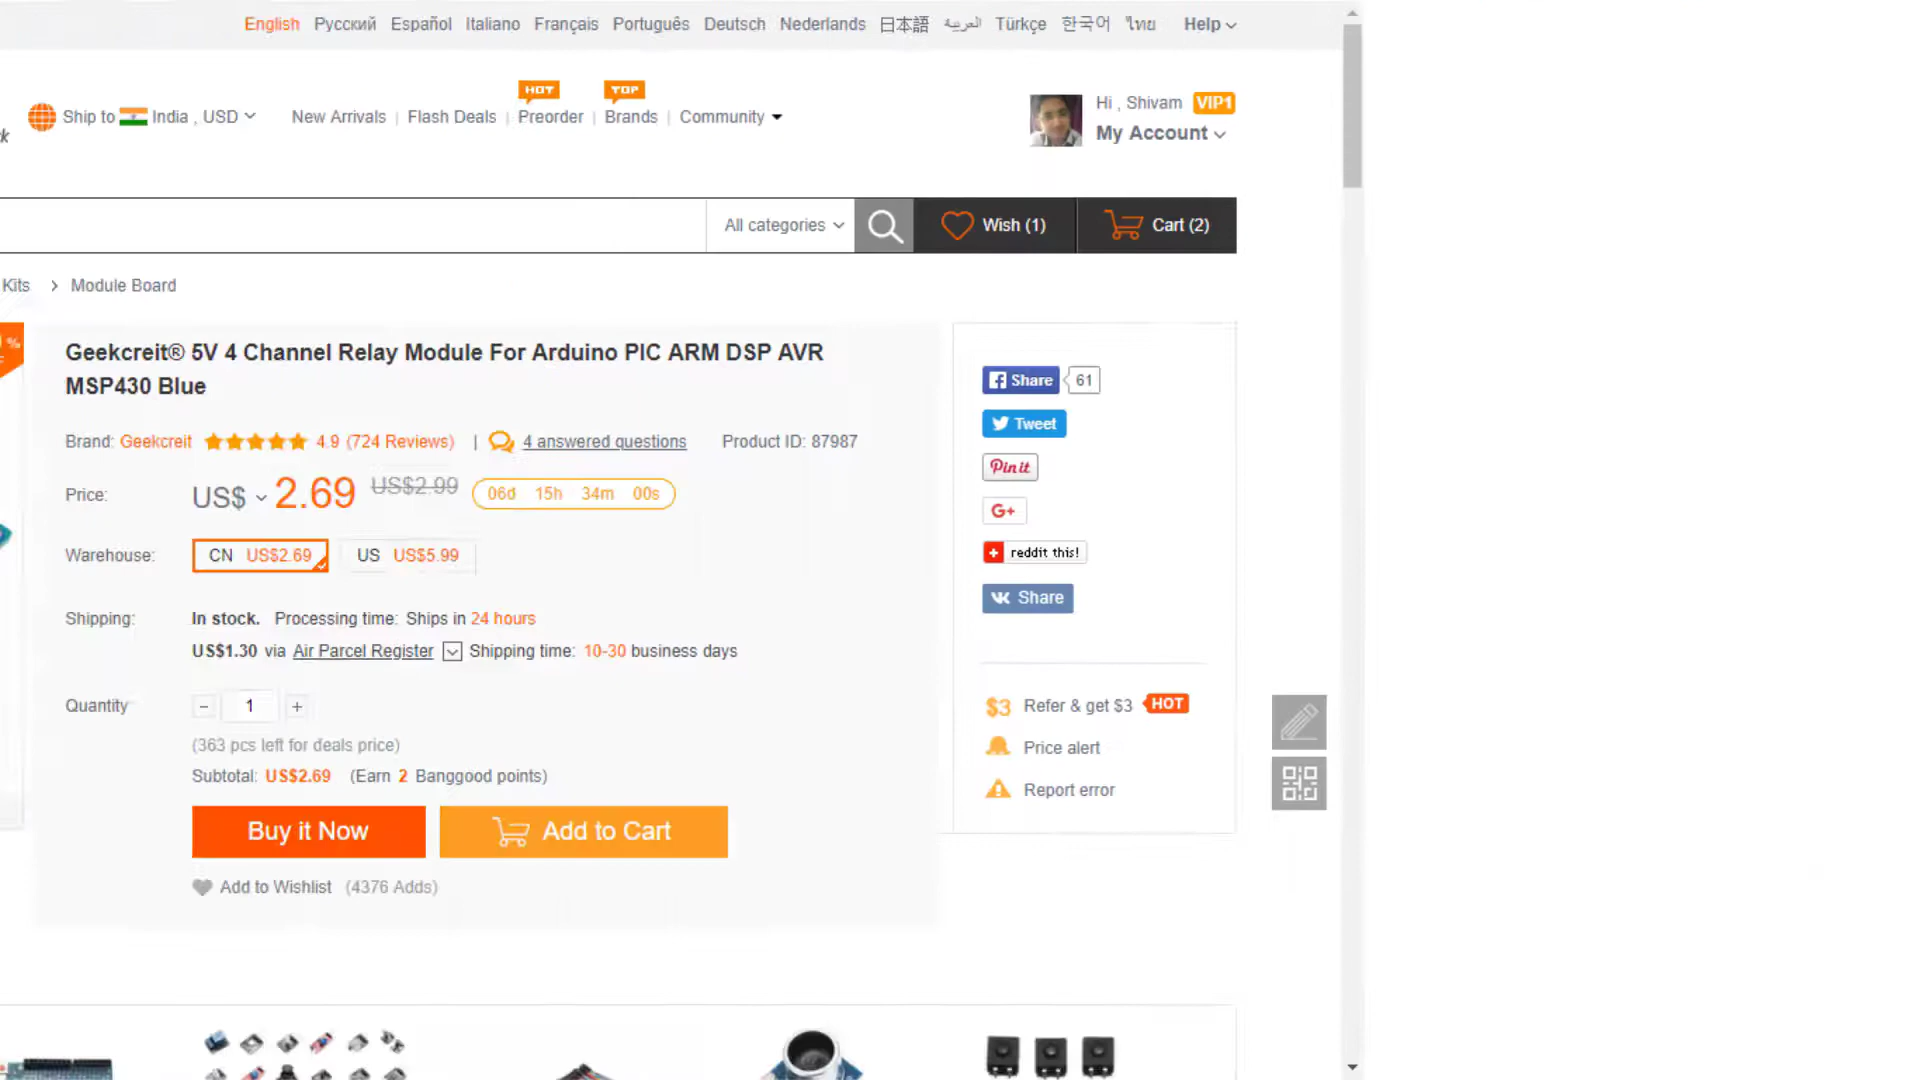 English Русский Español Italiano Français Português Deutsch Nederlands 日本語 العربية Türkçe 한국어 ไทย Help
HOT TOP
Ship to India , USD New Arrivals | Flash Deals | Preorder | Brands | Community
Hi , Shivam VIP1
My Account
All categories Wish (1) Cart (2)
Kits > Module Board
%
Geekcreit® 5V 4 Channel Relay Module For Arduino PIC ARM DSP AVR
MSP430 Blue
Brand: Geekcreit 4.9 (724 Reviews) | 4 answered questions Product ID: 87987
Price: US$ 2.69 US$2.99 06d 15h 34m 00s
Warehouse: CN US$2.69 US US$5.99
Shipping: In stock. Processing time: Ships in 24 hours
US$1.30 via Air Parcel Register Shipping time: 10-30 business days
Quantity - 1 +
(363 pcs left for deals price)
Subtotal: US$2.69 (Earn 2 Banggood points)
Buy it Now Add to Cart
Add to Wishlist (4376 Adds)
Share 61
Tweet
Pinit
G+
reddit this!
Share
$3 Refer & get $3 HOT
Price alert
Report error